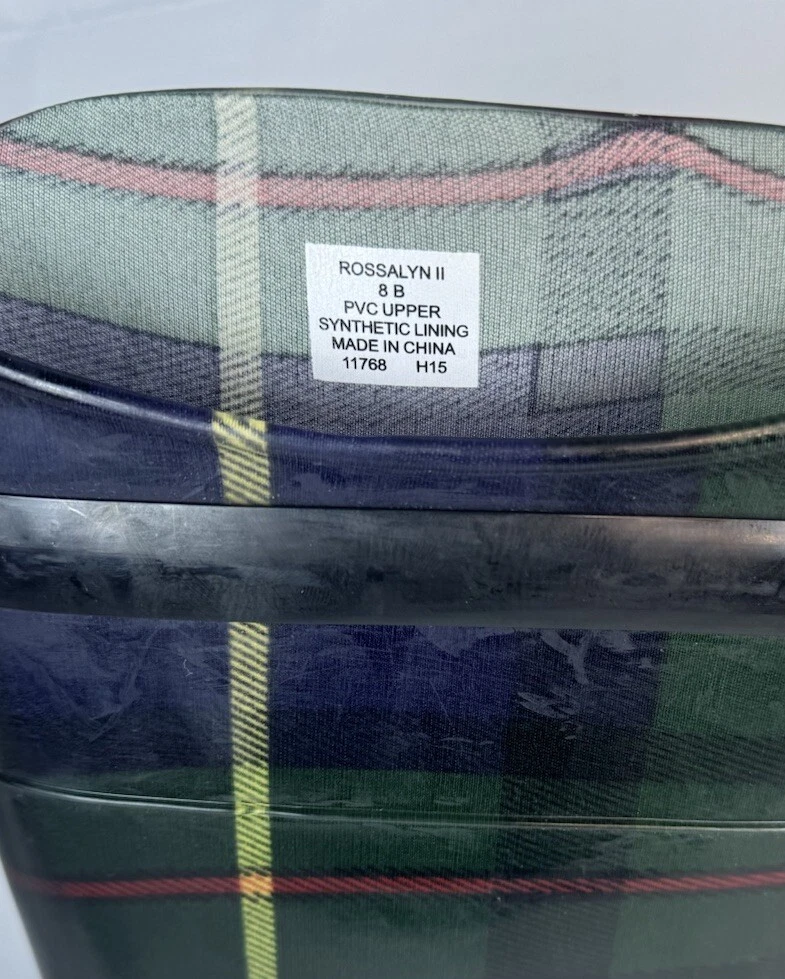 ROSSALYN II
8 B
PVC UPPER
SYNTHETIC LINING
MADE IN CHINA
11768 H15